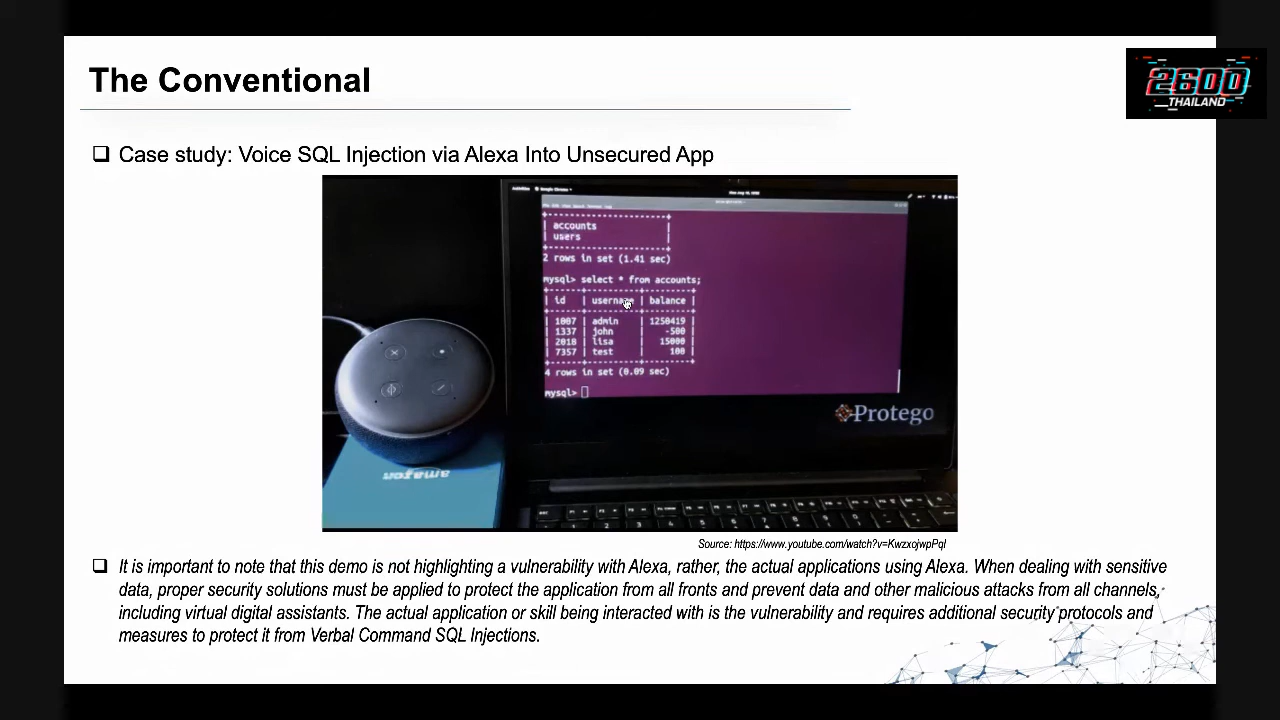 The Conventional
2600
THAILAND
Case study: Voice SQL Injection via Alexa Into Unsecured App
Activities Google Chrome
accounts
users
2 rows in set (1.41 sec)
mysql> select * from accounts;
id | username | balance
1007 | admin | 1250419
1337 | john | -500
2018 | lisa | 15000
7357 | test | 100
4 rows in set (0.09 sec)
mysql>
Protego
amazon
Source: https://www.youtube.com/watch?v=KwzxojwpPqI
It is important to note that this demo is not highlighting a vulnerability with Alexa, rather, the actual applications using Alexa. When dealing with sensitive
data, proper security solutions must be applied to protect the application from all fronts and prevent data and other malicious attacks from all channels,
including virtual digital assistants. The actual application or skill being interacted with is the vulnerability and requires additional security protocols and
measures to protect it from Verbal Command SQL Injections.